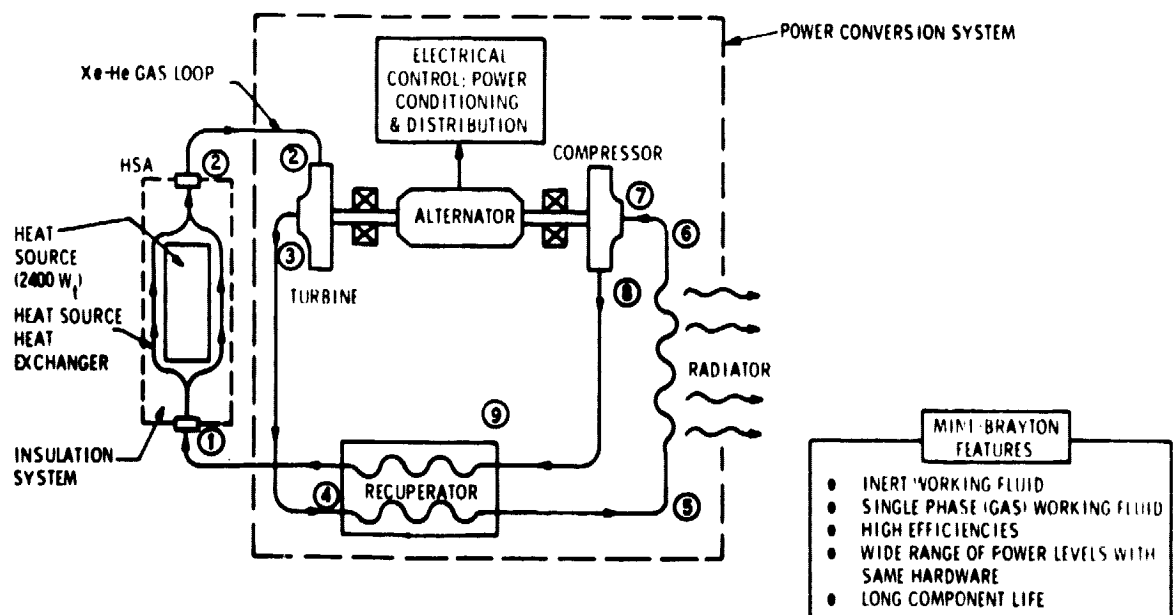 POWER CONVERSION SYSTEM
ELECTRICAL
CONTROL; POWER
CONDITIONING
& DISTRIBUTION
Xe-He GAS LOOP
COMPRESSOR
HSA
②
②
⑦
ALTERNATOR
⑥
HEAT
SOURCE
(2400 Wt)
③
TURBINE
⑧
HEAT SOURCE
HEAT
EXCHANGER
RADIATOR
⑨
①
INSULATION
SYSTEM
RECUPERATOR
④
⑤
MINI-BRAYTON
FEATURES
● INERT WORKING FLUID
● SINGLE PHASE (GAS) WORKING FLUID
● HIGH EFFICIENCIES
● WIDE RANGE OF POWER LEVELS WITH
SAME HARDWARE
● LONG COMPONENT LIFE